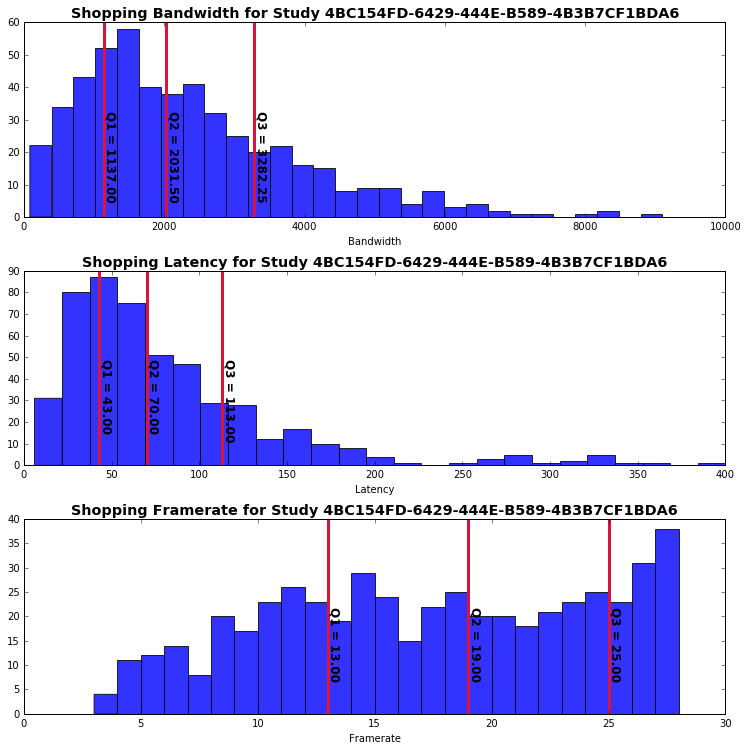 Shopping Bandwidth for Study 4BC154FD-6429-444E-B589-4B3B7CF1BDA6
60
50
40
30
20
10
0
Q1 = 1137.00
Q2 = 2031.50
Q3 = 3282.25
0 2000 4000 6000 8000 10000
Bandwidth
Shopping Latency for Study 4BC154FD-6429-444E-B589-4B3B7CF1BDA6
90
80
70
60
50
40
30
20
10
0
Q1 = 43.00
Q2 = 70.00
Q3 = 113.00
0 50 100 150 200 250 300 350 400
Latency
Shopping Framerate for Study 4BC154FD-6429-444E-B589-4B3B7CF1BDA6
40
35
30
25
20
15
10
5
0
Q1 = 13.00
Q2 = 19.00
Q3 = 25.00
0 5 10 15 20 25 30
Framerate